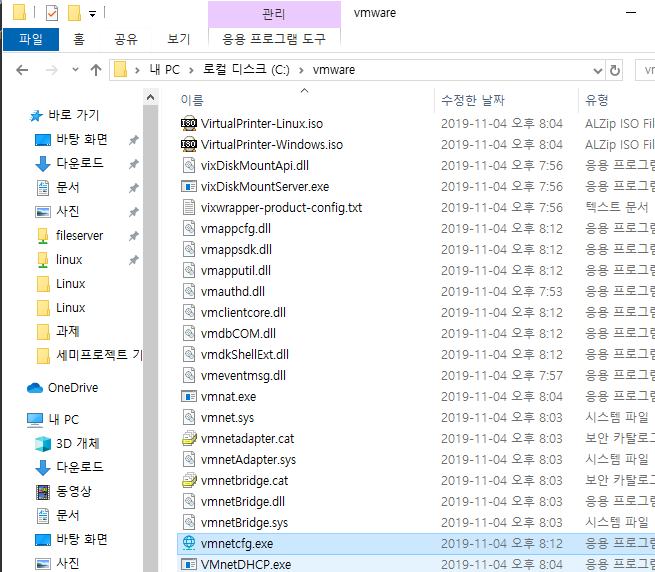 관리
vmware
파일
홈
공유
보기
응용 프로그램 도구
내 PC > 로컬 디스크 (C:) > vmware
vm
이름
수정한 날짜
유형
바로 가기
바탕 화면
다운로드
문서
사진
fileserver
linux
Linux
Linux
과제
세미프로젝트 기
OneDrive
내 PC
3D 개체
다운로드
동영상
문서
바탕 화면
사진
VirtualPrinter-Linux.iso 2019-11-04 오후 8:04 ALZip ISO Fil
VirtualPrinter-Windows.iso 2019-11-04 오후 8:04 ALZip ISO Fil
vixDiskMountApi.dll 2019-11-04 오후 7:56 응용 프로그램
vixDiskMountServer.exe 2019-11-04 오후 7:56 응용 프로그램
vixwrapper-product-config.txt 2019-11-04 오후 7:56 텍스트 문서
vmappcfg.dll 2019-11-04 오후 8:12 응용 프로그램
vmappsdk.dll 2019-11-04 오후 8:12 응용 프로그램
vmapputil.dll 2019-11-04 오후 8:12 응용 프로그램
vmauthd.dll 2019-11-04 오후 7:53 응용 프로그램
vmclientcore.dll 2019-11-04 오후 8:12 응용 프로그램
vmdbCOM.dll 2019-11-04 오후 8:12 응용 프로그램
vmdkShellExt.dll 2019-11-04 오후 8:12 응용 프로그램
vmeventmsg.dll 2019-11-04 오후 7:57 응용 프로그램
vmnat.exe 2019-11-04 오후 8:04 응용 프로그램
vmnet.sys 2019-11-04 오후 8:03 시스템 파일
vmnetadapter.cat 2019-11-04 오후 8:03 보안 카탈로그
vmnetAdapter.sys 2019-11-04 오후 8:03 시스템 파일
vmnetbridge.cat 2019-11-04 오후 8:03 보안 카탈로그
vmnetBridge.dll 2019-11-04 오후 8:03 응용 프로그램
vmnetBridge.sys 2019-11-04 오후 8:03 시스템 파일
vmnetcfg.exe 2019-11-04 오후 8:12 응용 프로그램
VMnetDHCP.exe 2019-11-04 오후 8:04 응용 프로그램